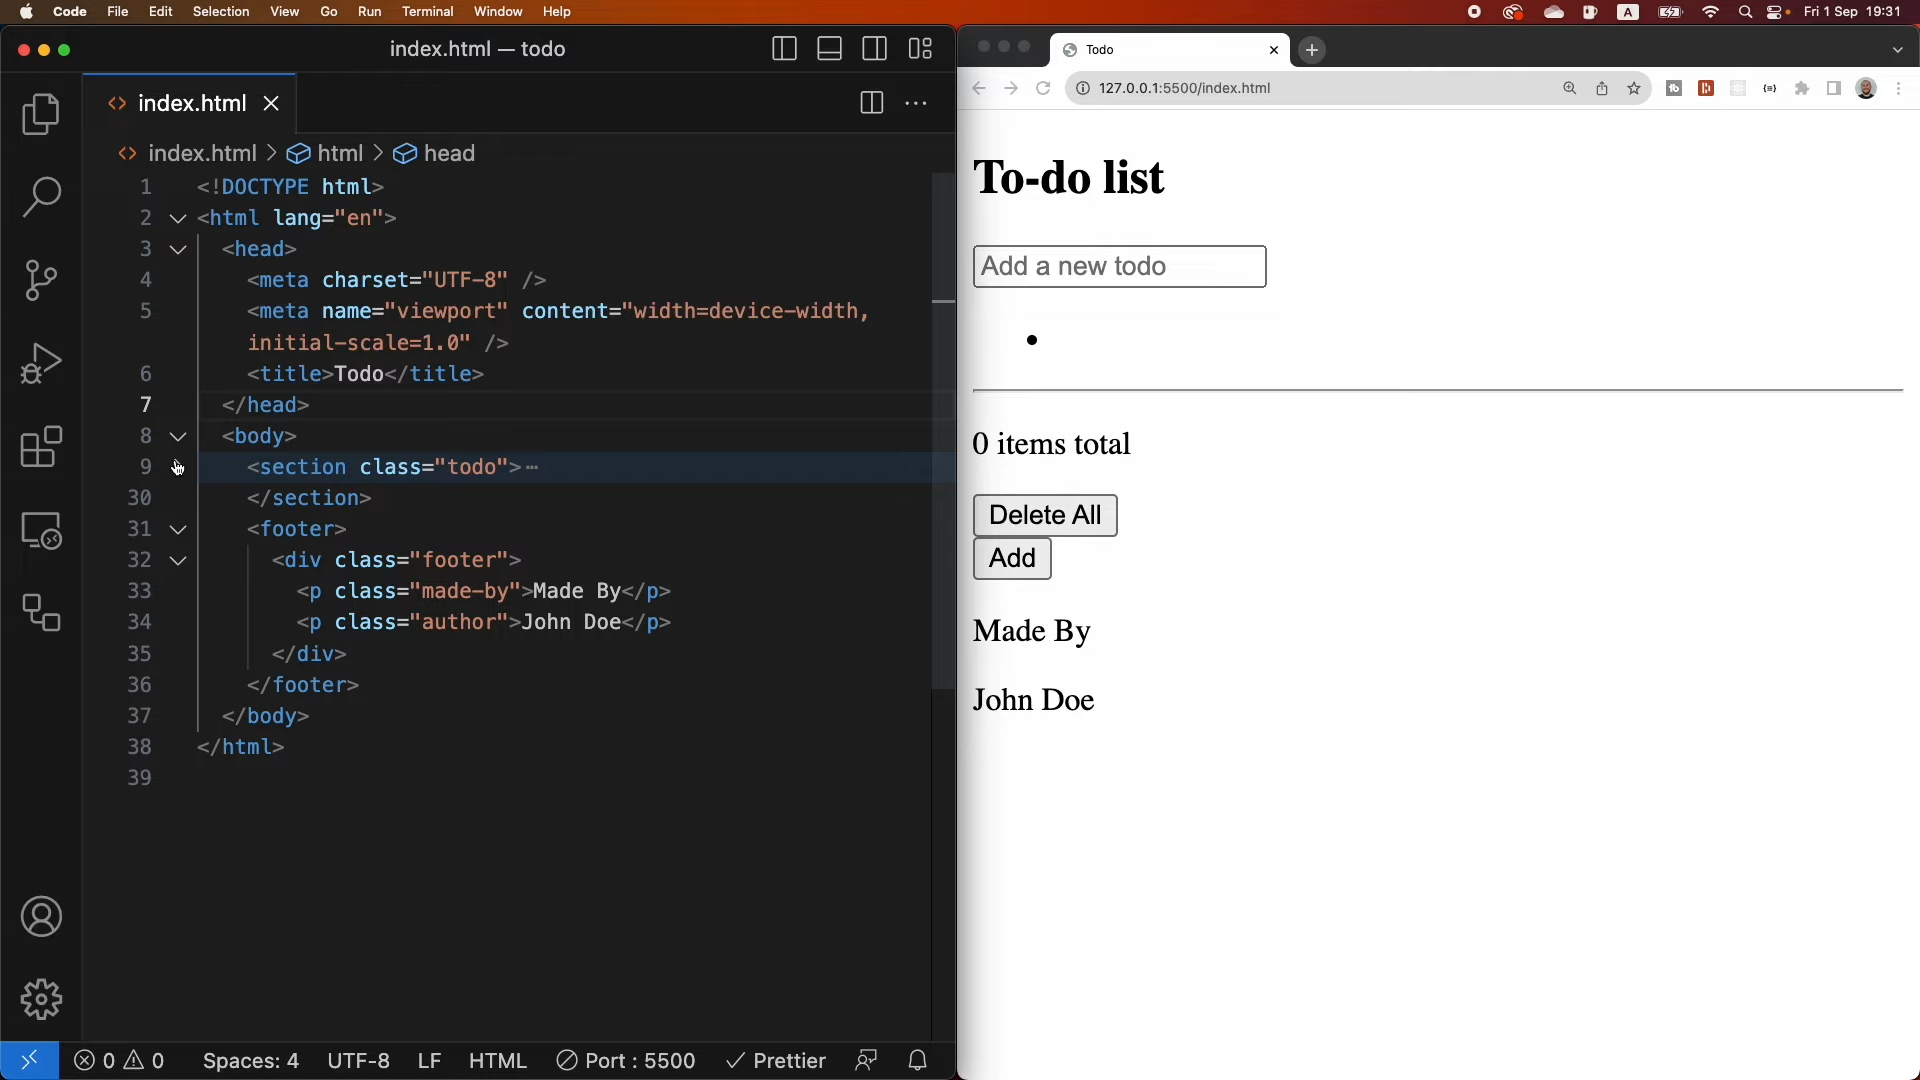 Code File Edit Selection View Go Run Terminal Window Help
A Fri 1 Sep 19:31
index.html — todo
index.html
index.html > html > head
1 <!DOCTYPE html>
2 <html lang="en">
3 <head>
4 <meta charset="UTF-8" />
5 <meta name="viewport" content="width=device-width,
initial-scale=1.0" />
6 <title>Todo</title>
7 </head>
8 <body>
9 <section class="todo">⋯
30 </section>
31 <footer>
32 <div class="footer">
33 <p class="made-by">Made By</p>
34 <p class="author">John Doe</p>
35 </div>
36 </footer>
37 </body>
38 </html>
39
0 0 Spaces: 4 UTF-8 LF HTML Port : 5500 Prettier
Todo
127.0.0.1:5500/index.html
To-do list
Add a new todo
•
0 items total
Delete All
Add
Made By
John Doe